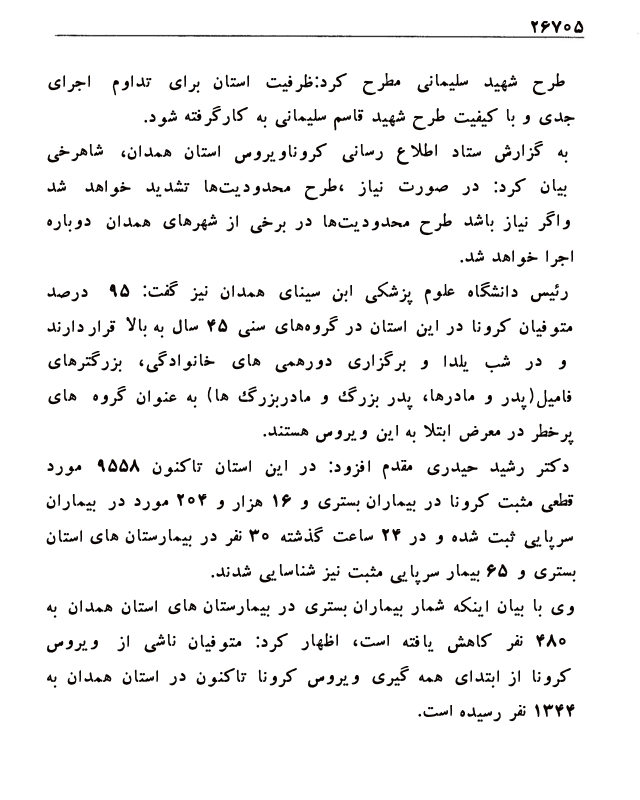 ۲۶۷۰۵
طرح شهید سلیمانی مطرح کرد:ظرفیت استان برای تداوم اجرای
جدی و با کیفیت طرح شهید قاسم سلیمانی به کارگرفته شود.
به گزارش ستاد اطلاع رسانی کروناویروس استان همدان، شاهرخی
بیان کرد: در صورت نیاز ،طرح محدودیت‌ها تشدید خواهد شد
واگر نیاز باشد طرح محدودیت‌ها در برخی از شهرهای همدان دوباره
اجرا خواهد شد.
رئیس دانشگاه علوم پزشکی ابن سینای همدان نیز گفت: ۹۵ درصد
متوفیان کرونا در این استان در گروه‌های سنی ۴۵ سال به بالا قراردارند
و در شب یلدا و برگزاری دورهمی های خانوادگی، بزرگترهای
فامیل(پدر و مادرها، پدر بزرگ و مادربزرگ ها) به عنوان گروه های
پرخطر در معرض ابتلا به این ویروس هستند.
دکتر رشید حیدری مقدم افزود: در این استان تاکنون ۹۵۵۸ مورد
قطعی مثبت کرونا در بیماران بستری و ۱۶ هزار و ۲۰۴ مورد در بیماران
سرپایی ثبت شده و در ۲۴ ساعت گذشته ۳۰ نفر در بیمارستان های استان
بستری و ۶۵ بیمار سرپایی مثبت نیز شناسایی شدند.
وی با بیان اینکه شمار بیماران بستری در بیمارستان های استان همدان به
۴۸۰ نفر کاهش یافته است، اظهار کرد: متوفیان ناشی از ویروس
کرونا از ابتدای همه گیری ویروس کرونا تاکنون در استان همدان به
۱۳۴۴ نفر رسیده است.